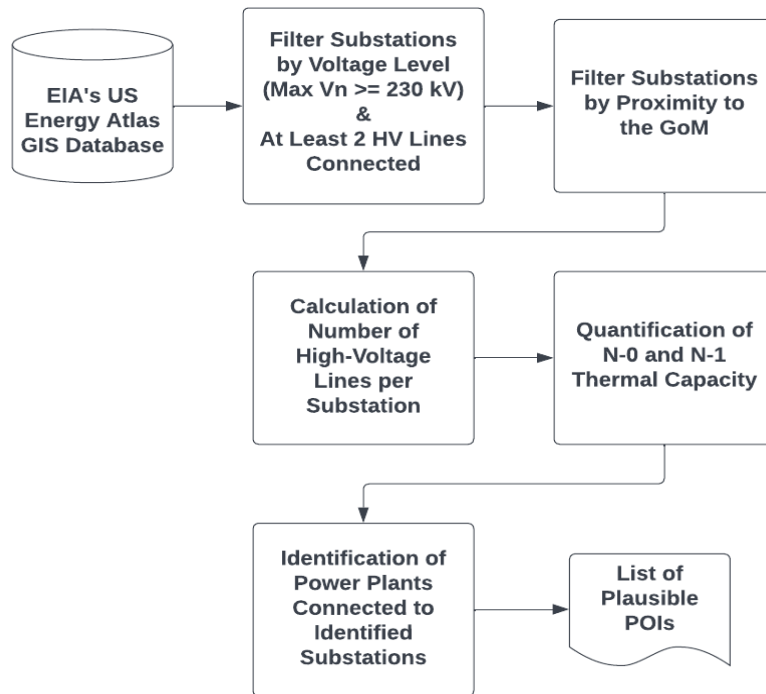 EIA's US
Energy Atlas
GIS Database
Filter Substations
by Voltage Level
(Max Vn >= 230 kV)
&
At Least 2 HV Lines
Connected
Filter Substations
by Proximity to
the GoM
Calculation of
Number of
High-Voltage
Lines per
Substation
Quantification of
N-0 and N-1
Thermal Capacity
Identification of
Power Plants
Connected to
Identified
Substations
List of
Plausible
POIs